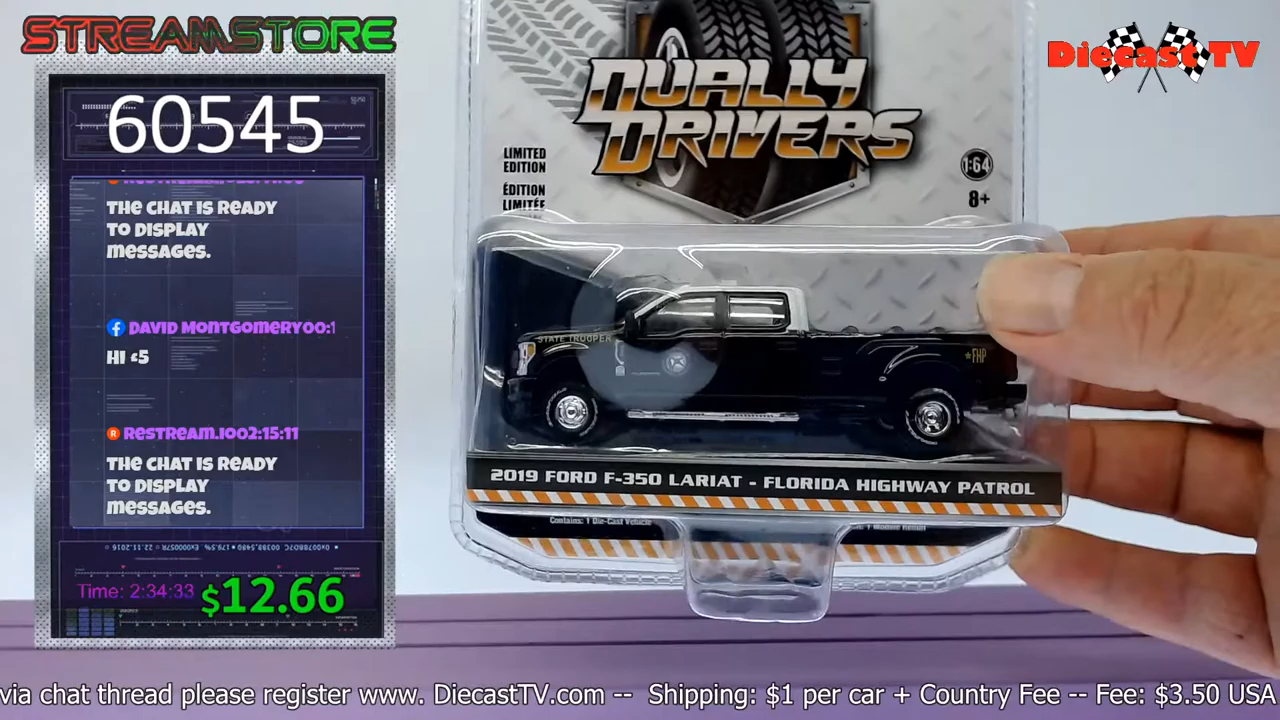 STREAMSTORE
60545
THE CHAT IS READY
TO DISPLAY
MESSAGES.
DAVID MONTGOMERY00:1
HI
RESTREAM.IO02:15:11
THE CHAT IS READY
TO DISPLAY
MESSAGES.
Time: 2:34:33
$12.66
Diecast TV
DUALLY
DRIVERS
LIMITED
EDITION
ÉDITION
LIMITÉE
1:64
8+
STATE TROOPER
FHP
2019 FORD F-350 LARIAT - FLORIDA HIGHWAY PATROL
Contains: 1 Die-Cast Vehicle
via chat thread please register www. DiecastTV.com -- Shipping: $1 per car + Country Fee -- Fee: $3.50 USA